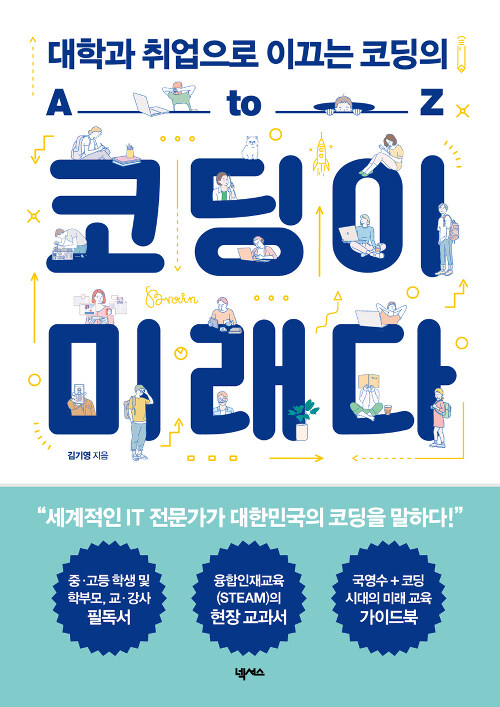 대학과 취업으로 이끄는 코딩의
A to Z
코딩이
미래다
Brain
김기영 지음
“세계적인 IT 전문가가 대한민국의 코딩을 말하다!”
중·고등 학생 및
학부모, 교·강사
필독서
융합인재교육
(STEAM)의
현장 교과서
국영수 + 코딩
시대의 미래 교육
가이드북
넥서스